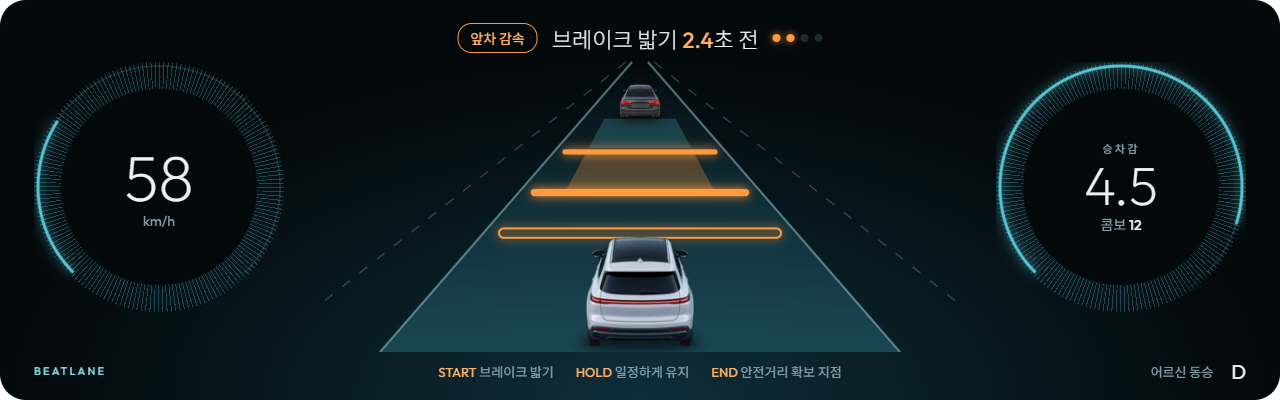 앞차 감속 브레이크 밟기 2.4초 전
58
km/h
승차감
4.5
콤보 12
BEATLANE
START 브레이크 밟기 HOLD 일정하게 유지 END 안전거리 확보 지점
어르신 동승 D